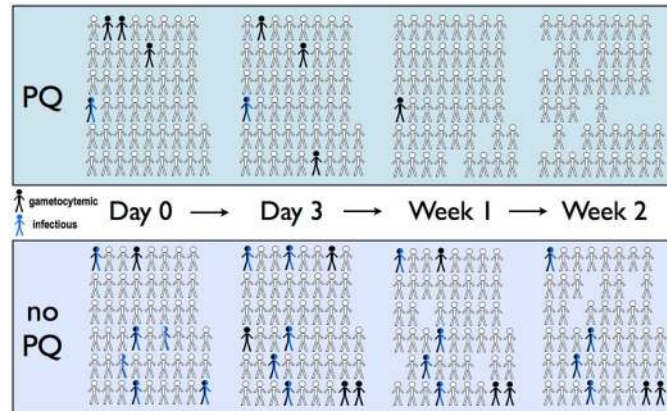 PQ
gametocytemic
infectious
Day 0 → Day 3 → Week 1 → Week 2
no
PQ